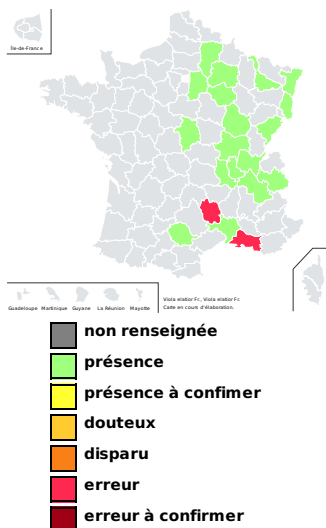 Île-de-France
Guadeloupe Martinique Guyane La Réunion Mayotte
Viola elatior Fr., Viola elatior Fr.
Carte en cours d'élaboration.
non renseignée
présence
présence à confimer
douteux
disparu
erreur
erreur à confirmer